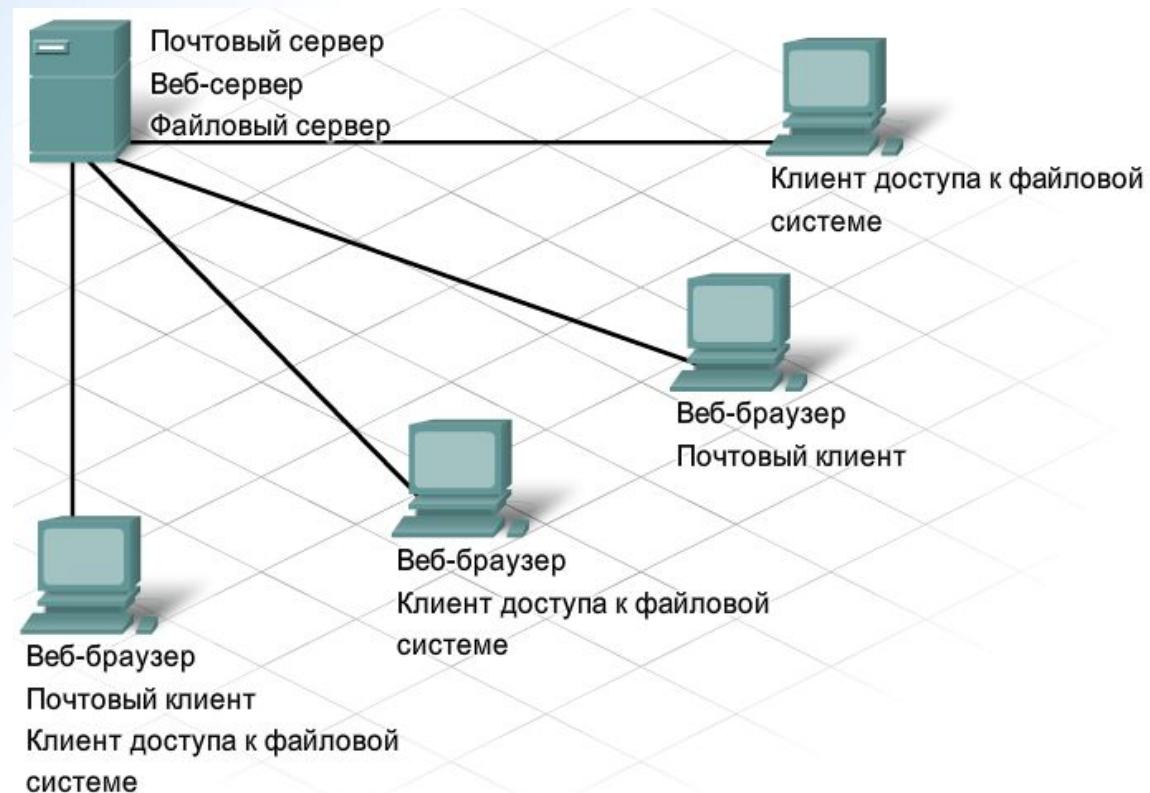 Почтовый сервер
Веб-сервер
Файловый сервер
Клиент доступа к файловой
системе
Веб-браузер
Почтовый клиент
Веб-браузер
Клиент доступа к файловой
системе
Веб-браузер
Почтовый клиент
Клиент доступа к файловой
системе